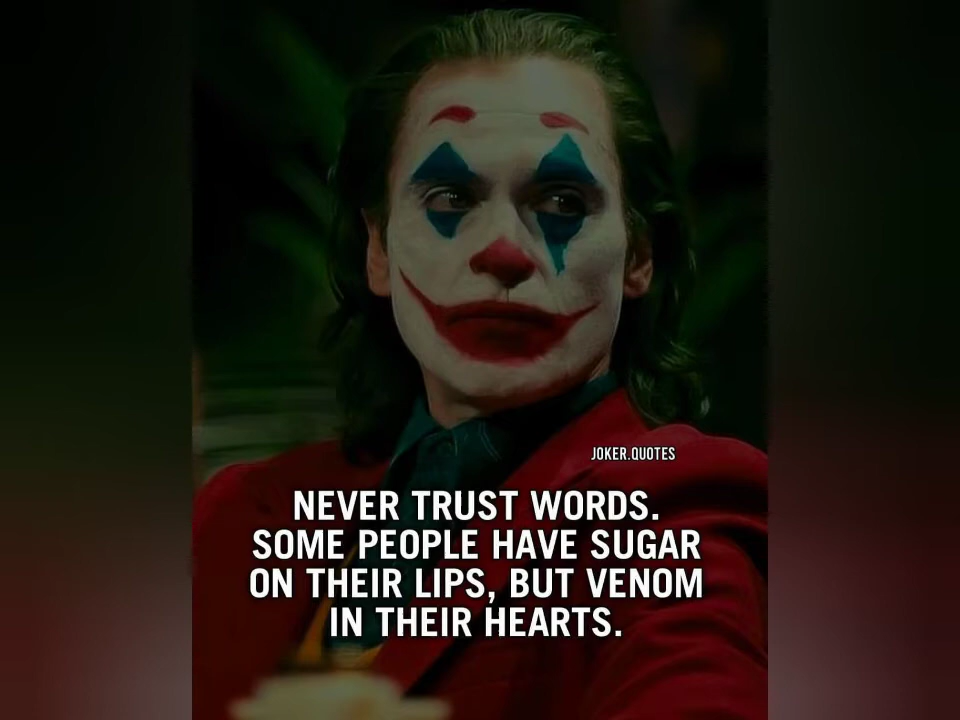 JOKER.QUOTES
NEVER TRUST WORDS.
SOME PEOPLE HAVE SUGAR
ON THEIR LIPS, BUT VENOM
IN THEIR HEARTS.